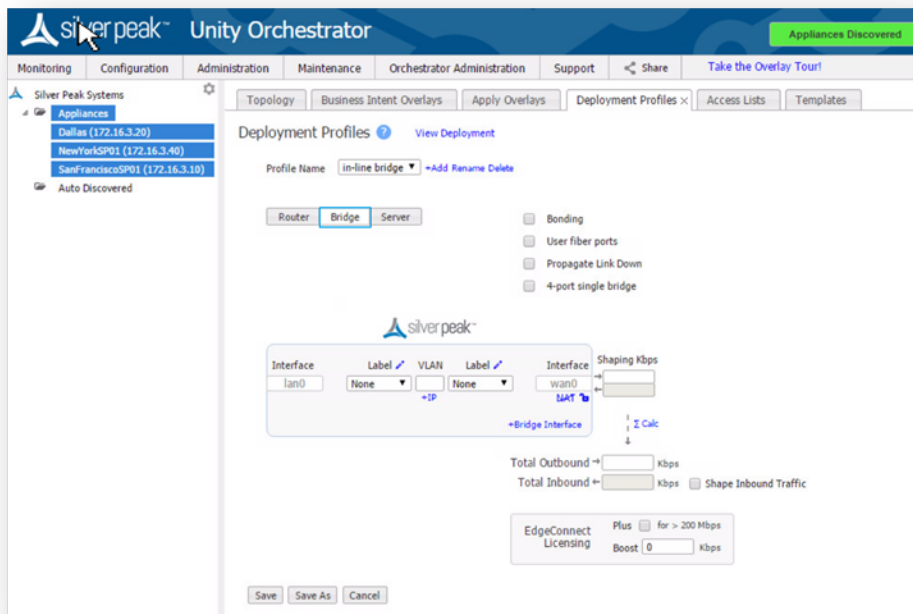 silver peak™ Unity Orchestrator Appliances Discovered
Monitoring Configuration Administration Maintenance Orchestrator Administration Support Share Take the Overlay Tour!
Silver Peak Systems
Appliances
Dallas (172.16.3.20)
NewYorkSP01 (172.16.3.40)
SanFranciscoSP01 (172.16.3.10)
Auto Discovered
Topology Business Intent Overlays Apply Overlays Deployment Profiles × Access Lists Templates
Deployment Profiles ? View Deployment
Profile Name in-line bridge ▼ +Add Rename Delete
Router Bridge Server
Bonding
User fiber ports
Propagate Link Down
4-port single bridge
silver peak™
Interface Label VLAN Label Interface Shaping Kbps
lan0 None ▼ None ▼ wan0
+IP NAT
+Bridge Interface Σ Calc
Total Outbound → Kbps
Total Inbound ← Kbps Shape Inbound Traffic
EdgeConnect Licensing Plus for > 200 Mbps
Boost 0 Kbps
Save Save As Cancel